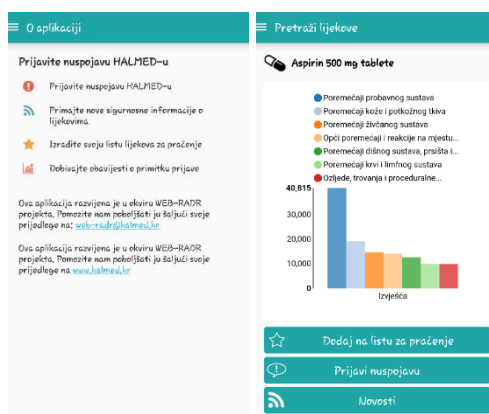 O aplikaciji
Prijavite nuspojavu HALMED-u
Prijavite nuspojavu HALMED-u
Primajte nove sigurnosne informacije o
lijekovima
Izradite svoju listu lijekova za praćenje
Dobivajte obavijesti o primitku prijave
Ova aplikacija razvijena je u okviru WEB-RADR
projekta. Pomozite nam poboljšati ju šaljući svoje
prijedloge na: web-radr@halmed.hr
Ova aplikacija razvijena je u okviru WEB-RADR
projekta. Pomozite nam poboljšati ju šaljući svoje
prijedloge na www.halmed.hr
Pretraži lijekove
Aspirin 500 mg tablete
Poremećaji probavnog sustava
Poremećaji kože i potkožnog tkiva
Poremećaji živčanog sustava
Opći poremećaji i reakcije na mjestu...
Poremećaji dišnog sustava, prsišta i...
Poremećaji krvi i limfnog sustava
Ozljede, trovanja i proceduralne...
40,815
30,000
20,000
10,000
0
Izvješća
Dodaj na listu za praćenje
Prijavi nuspojavu
Novosti